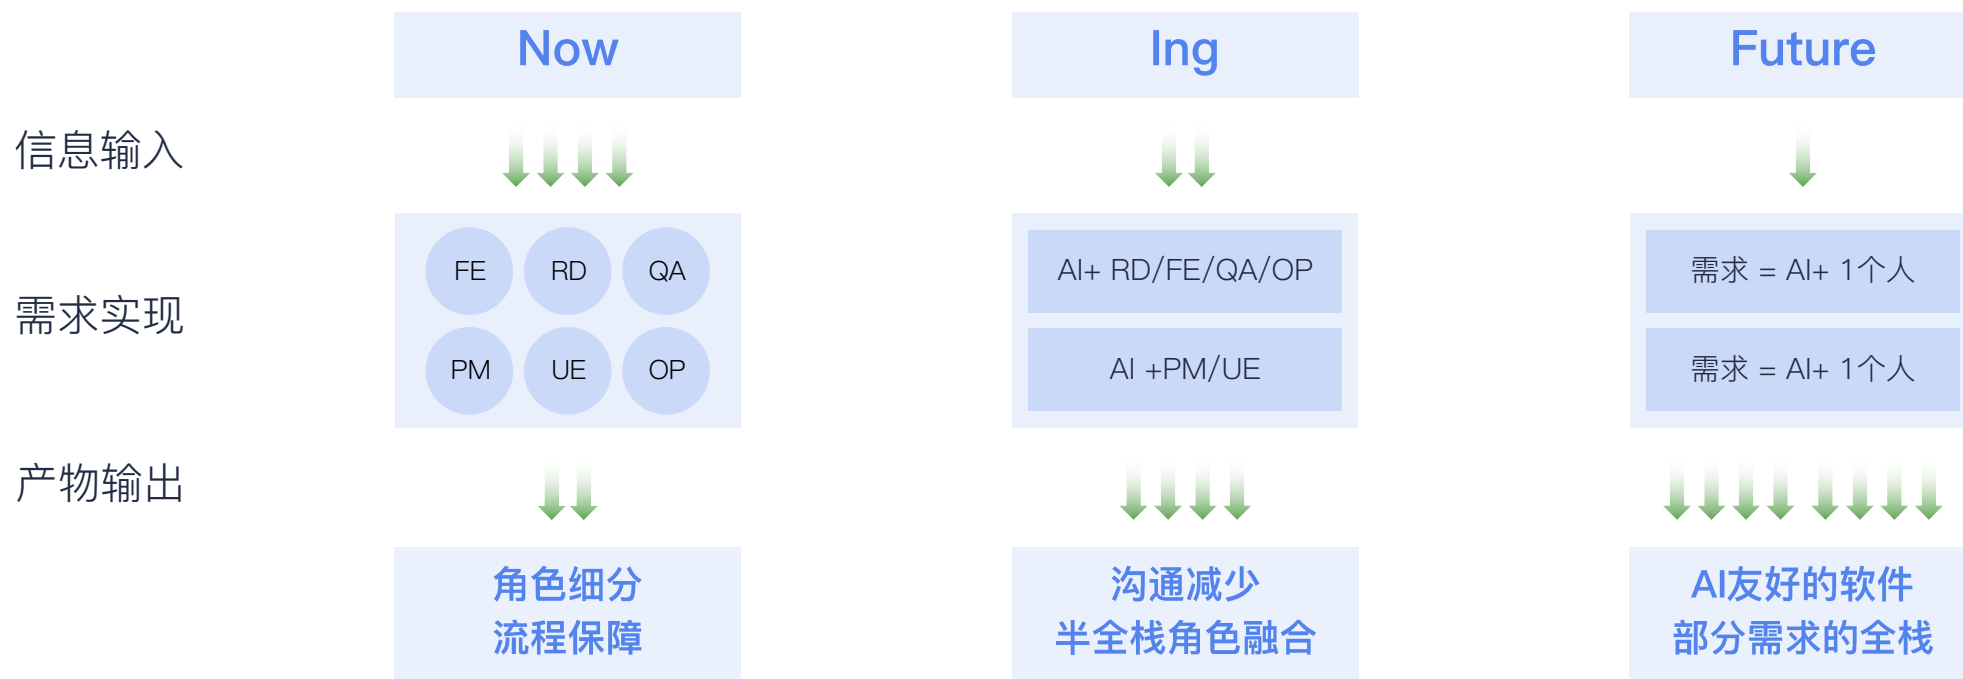 Now
Ing
Future
信息输入
FE
RD
QA
AI+ RD/FE/QA/OP
需求 = AI+ 1个人
需求实现
PM
UE
OP
AI +PM/UE
需求 = AI+ 1个人
产物输出
角色细分
流程保障
沟通减少
半全栈角色融合
AI友好的软件
部分需求的全栈